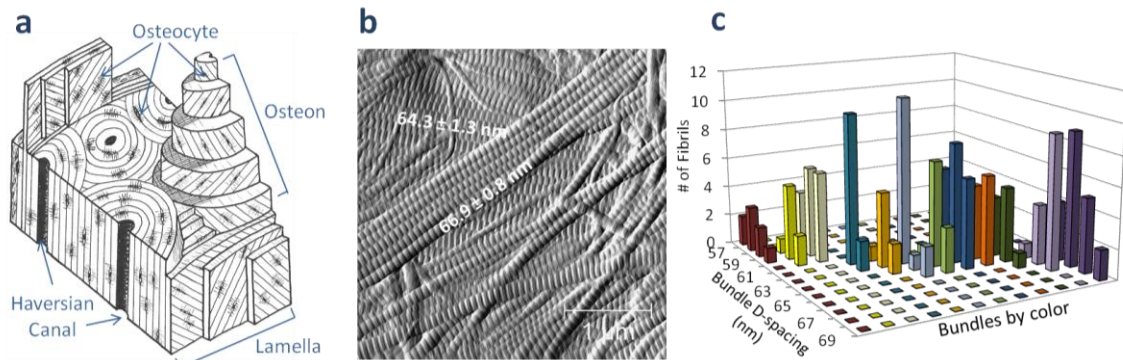 a
Osteocyte
Osteon
Haversian
Canal
Lamella
b
64.3 ± 1.3 nm
66.9 ± 0.8 nm
1 um
c
# of Fibrils
12
10
8
6
4
2
0
57
59
61
63
65
67
69
Bundle D-spacing
(nm)
Bundles by color